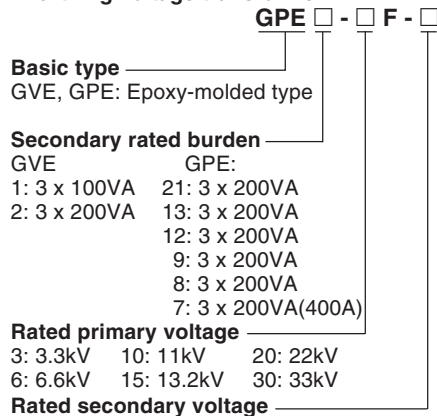 GPE □ - □ F - □
Basic type
GVE, GPE: Epoxy-molded type
Secondary rated burden
GVE GPE:
1: 3 x 100VA 21: 3 x 200VA
2: 3 x 200VA 13: 3 x 200VA
12: 3 x 200VA
9: 3 x 200VA
8: 3 x 200VA
7: 3 x 200VA(400A)
Rated primary voltage
3: 3.3kV 10: 11kV 20: 22kV
6: 6.6kV 15: 13.2kV 30: 33kV
Rated secondary voltage